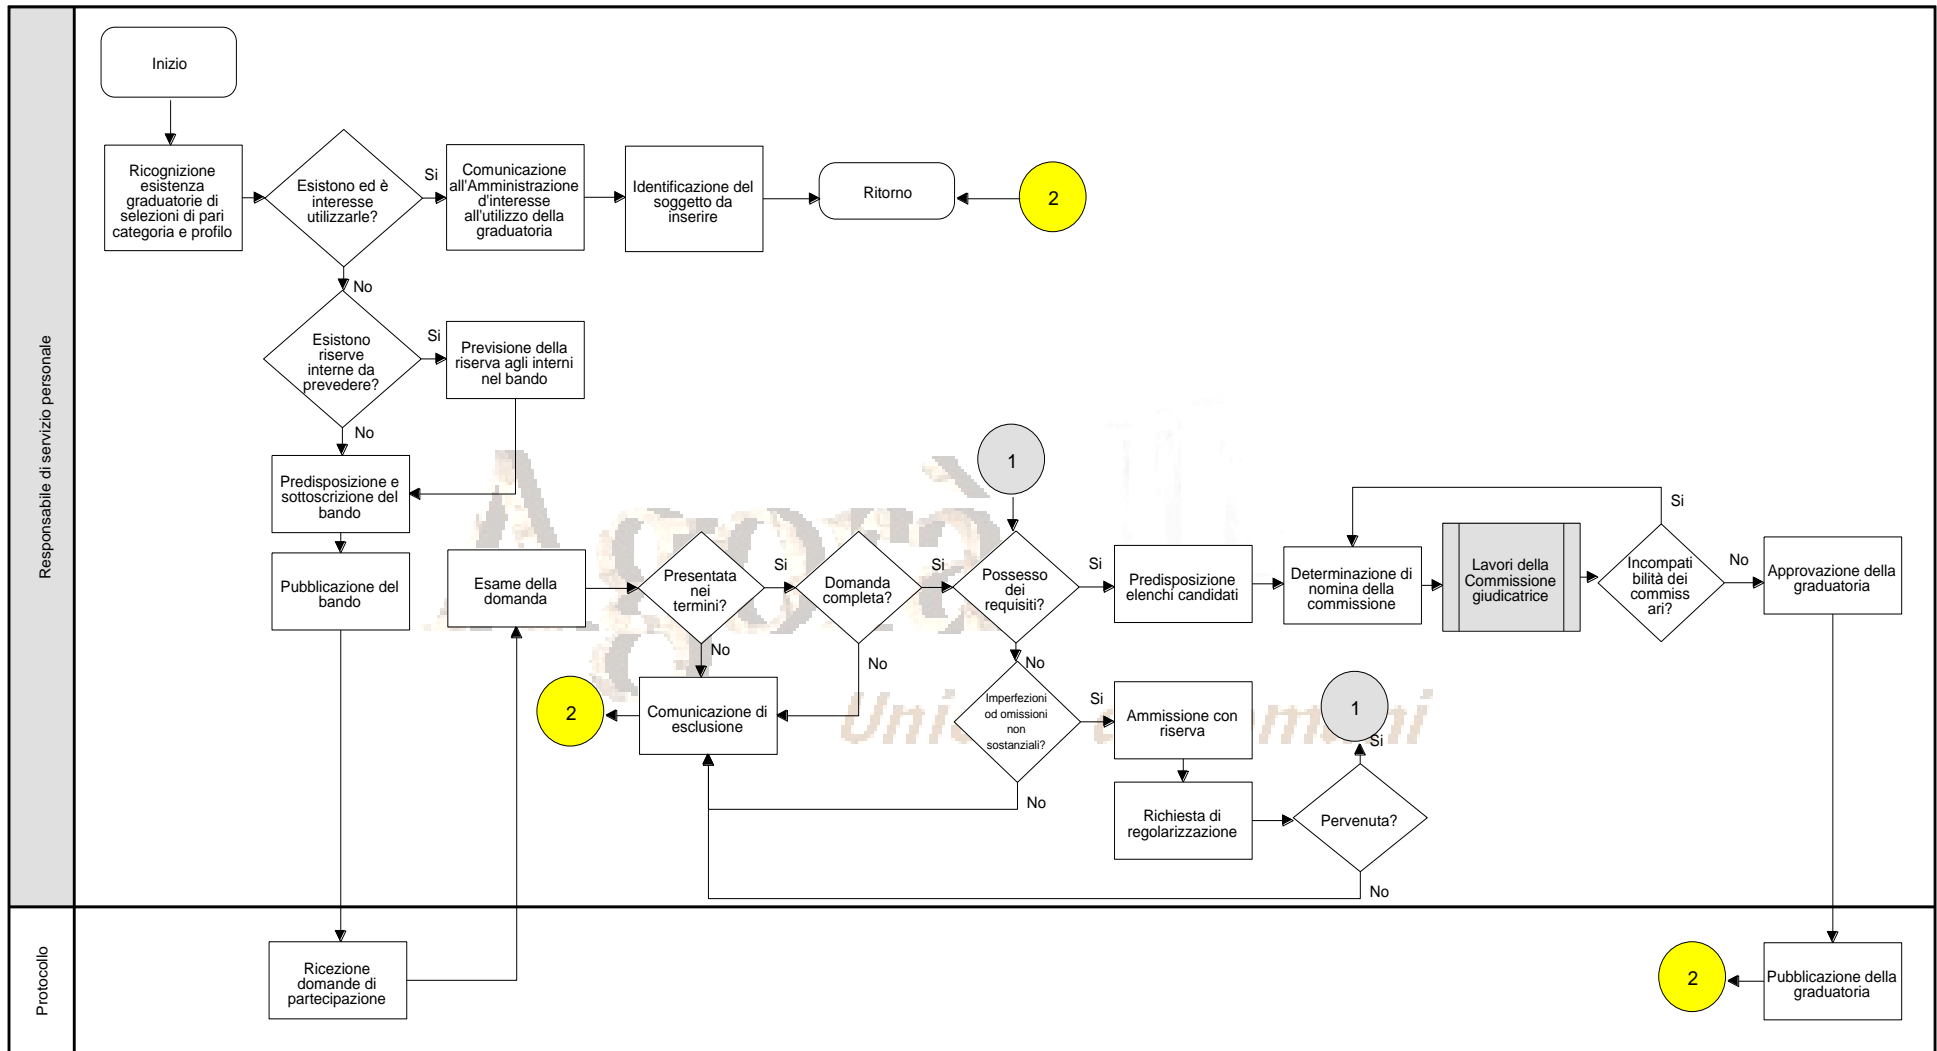 Responsabile di servizio personale
Inizio
Ricognizione
esistenza
graduatorie di
selezioni di pari
categoria e profilo
Esistono ed è
interesse
utilizzarle?
Si
No
Comunicazione
all'Amministrazione
d'interesse
all'utilizzo della
graduatoria
Identificazione del
soggetto da
inserire
Ritorno
2
Esistono
riserve
interne da
prevedere?
Si
No
Previsione della
riserva agli interni
nel bando
Predisposizione e
sottoscrizione del
bando
Pubblicazione del
bando
Esame della
domanda
Presentata
nei
termini?
Si
No
Domanda
completa?
Si
No
1
Possesso
dei
requisiti?
Si
No
Predisposizione
elenchi candidati
Determinazione di
nomina della
commissione
Lavori della
Commissione
giudicatrice
Incompati
bilità dei
commiss
ari?
Si
No
Approvazione della
graduatoria
2
Comunicazione di
esclusione
Imperfezioni
od omissioni
non
sostanziali?
Si
No
Ammissione con
riserva
Richiesta di
regolarizzazione
1
Si
Pervenuta?
No
Agorà
Protocollo
Ricezione
domande di
partecipazione
2
Pubblicazione della
graduatoria